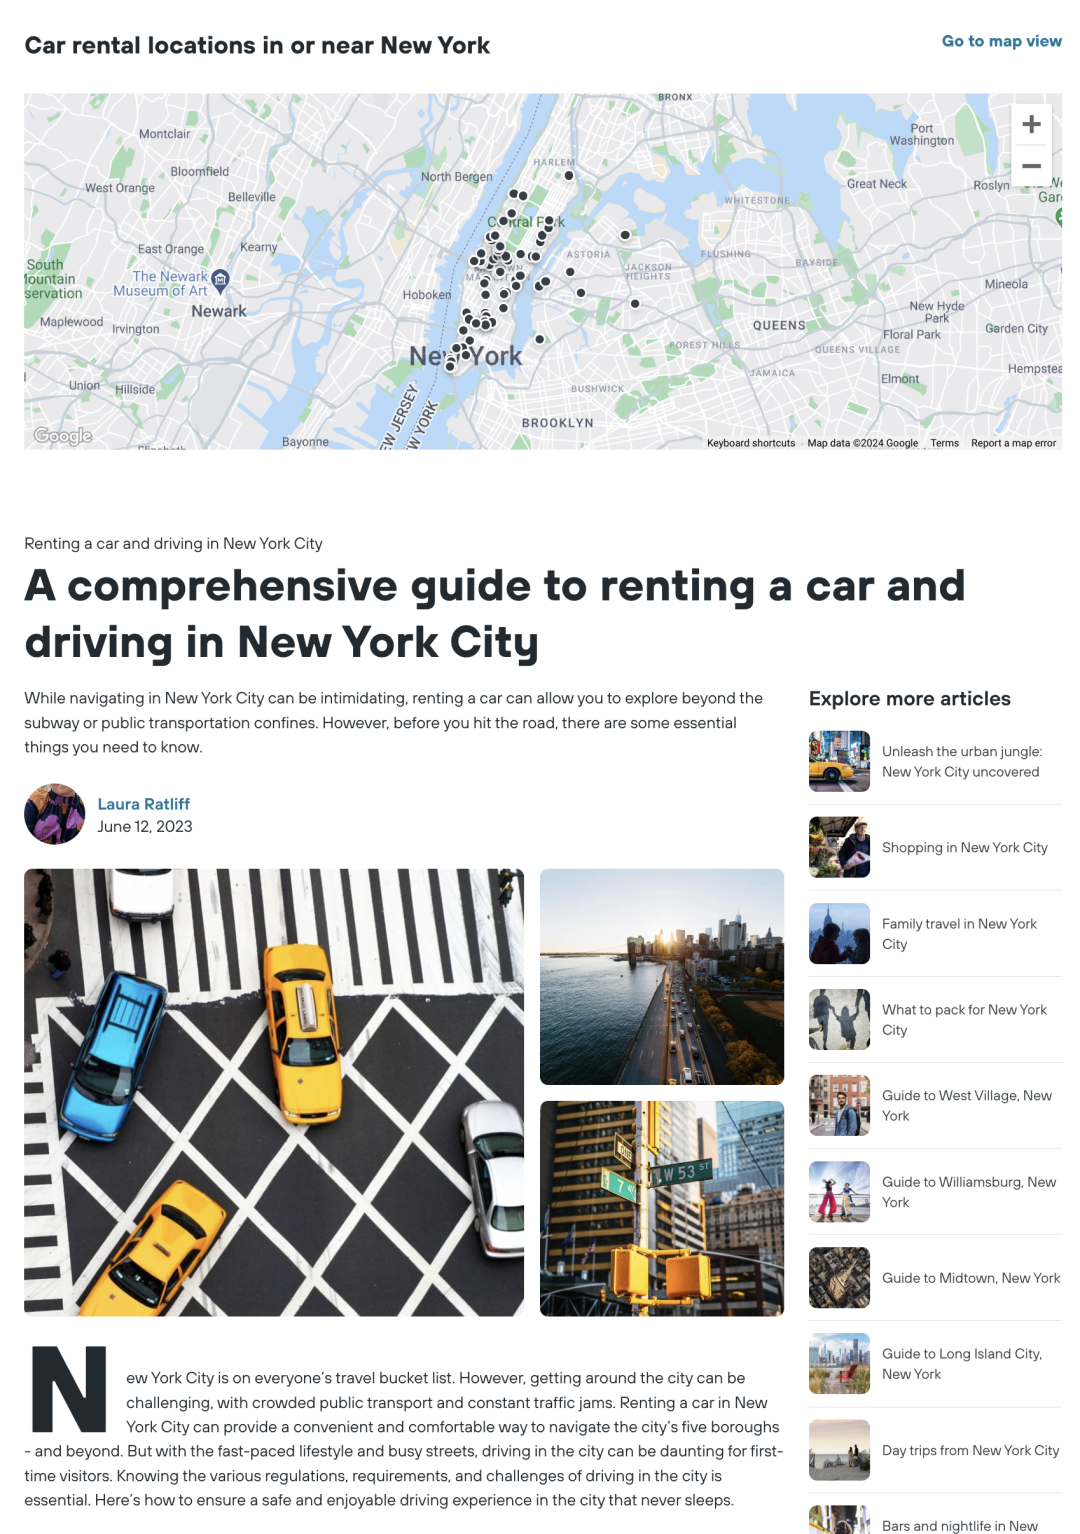 Car rental locations in or near New York
Go to map view
BRONX
Montclair
Port
Washington
HARLEM
Bloomfield
North Bergen
West Orange
Great Neck
Roslyn
Belleville
WHITESTONE
Central Park
East Orange
Kearny
ASTORIA
FLUSHING
BAYSIDE
South
Mountain
The Newark
Museum of Art
JACKSON
HEIGHTS
Mineola
Hoboken
Newark
New Hyde
Park
Maplewood
Irvington
QUEENS
Floral Park
Garden City
FOREST HILLS
QUEENS VILLAGE
New York
JAMAICA
Union
Hillside
Elmont
BUSHWICK
BROOKLYN
NEW JERSEY
NEW YORK
Google
Bayonne
Keyboard shortcuts
Map data ©2024 Google
Terms
Report a map error
Renting a car and driving in New York City
A comprehensive guide to renting a car and
driving in New York City
While navigating in New York City can be intimidating, renting a car can allow you to explore beyond the
subway or public transportation confines. However, before you hit the road, there are some essential
things you need to know.
Laura Ratliff
June 12, 2023
7 AV
W 53 ST
New York City is on everyone's travel bucket list. However, getting around the city can be
challenging, with crowded public transport and constant traffic jams. Renting a car in New
York City can provide a convenient and comfortable way to navigate the city's five boroughs
- and beyond. But with the fast-paced lifestyle and busy streets, driving in the city can be daunting for first-
time visitors. Knowing the various regulations, requirements, and challenges of driving in the city is
essential. Here's how to ensure a safe and enjoyable driving experience in the city that never sleeps.
Explore more articles
Unleash the urban jungle:
New York City uncovered
Shopping in New York City
Family travel in New York
City
What to pack for New York
City
Guide to West Village, New
York
Guide to Williamsburg, New
York
Guide to Midtown, New York
Guide to Long Island City,
New York
Day trips from New York City
Bars and nightlife in New